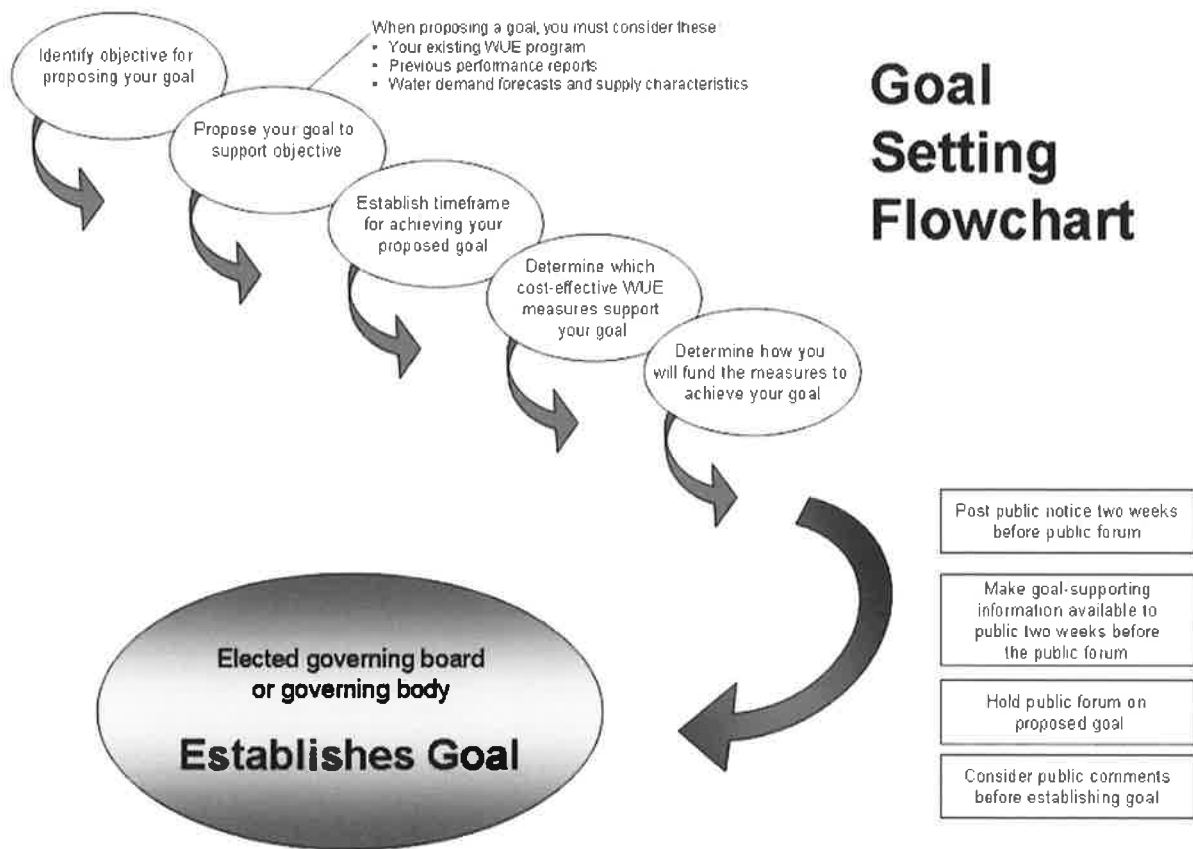 Goal
Setting
Flowchart
Identify objective for
proposing your goal
When proposing a goal, you must consider these
• Your existing WUE program
• Previous performance reports
• Water demand forecasts and supply characteristics
Propose your goal to
support objective
Establish timeframe
for achieving your
proposed goal
Determine which
cost-effective WUE
measures support
your goal
Determine how you
will fund the measures to
achieve your goal
Post public notice two weeks
before public forum
Make goal-supporting
information available to
public two weeks before
the public forum
Hold public forum on
proposed goal
Consider public comments
before establishing goal
Elected governing board
or governing body
Establishes Goal